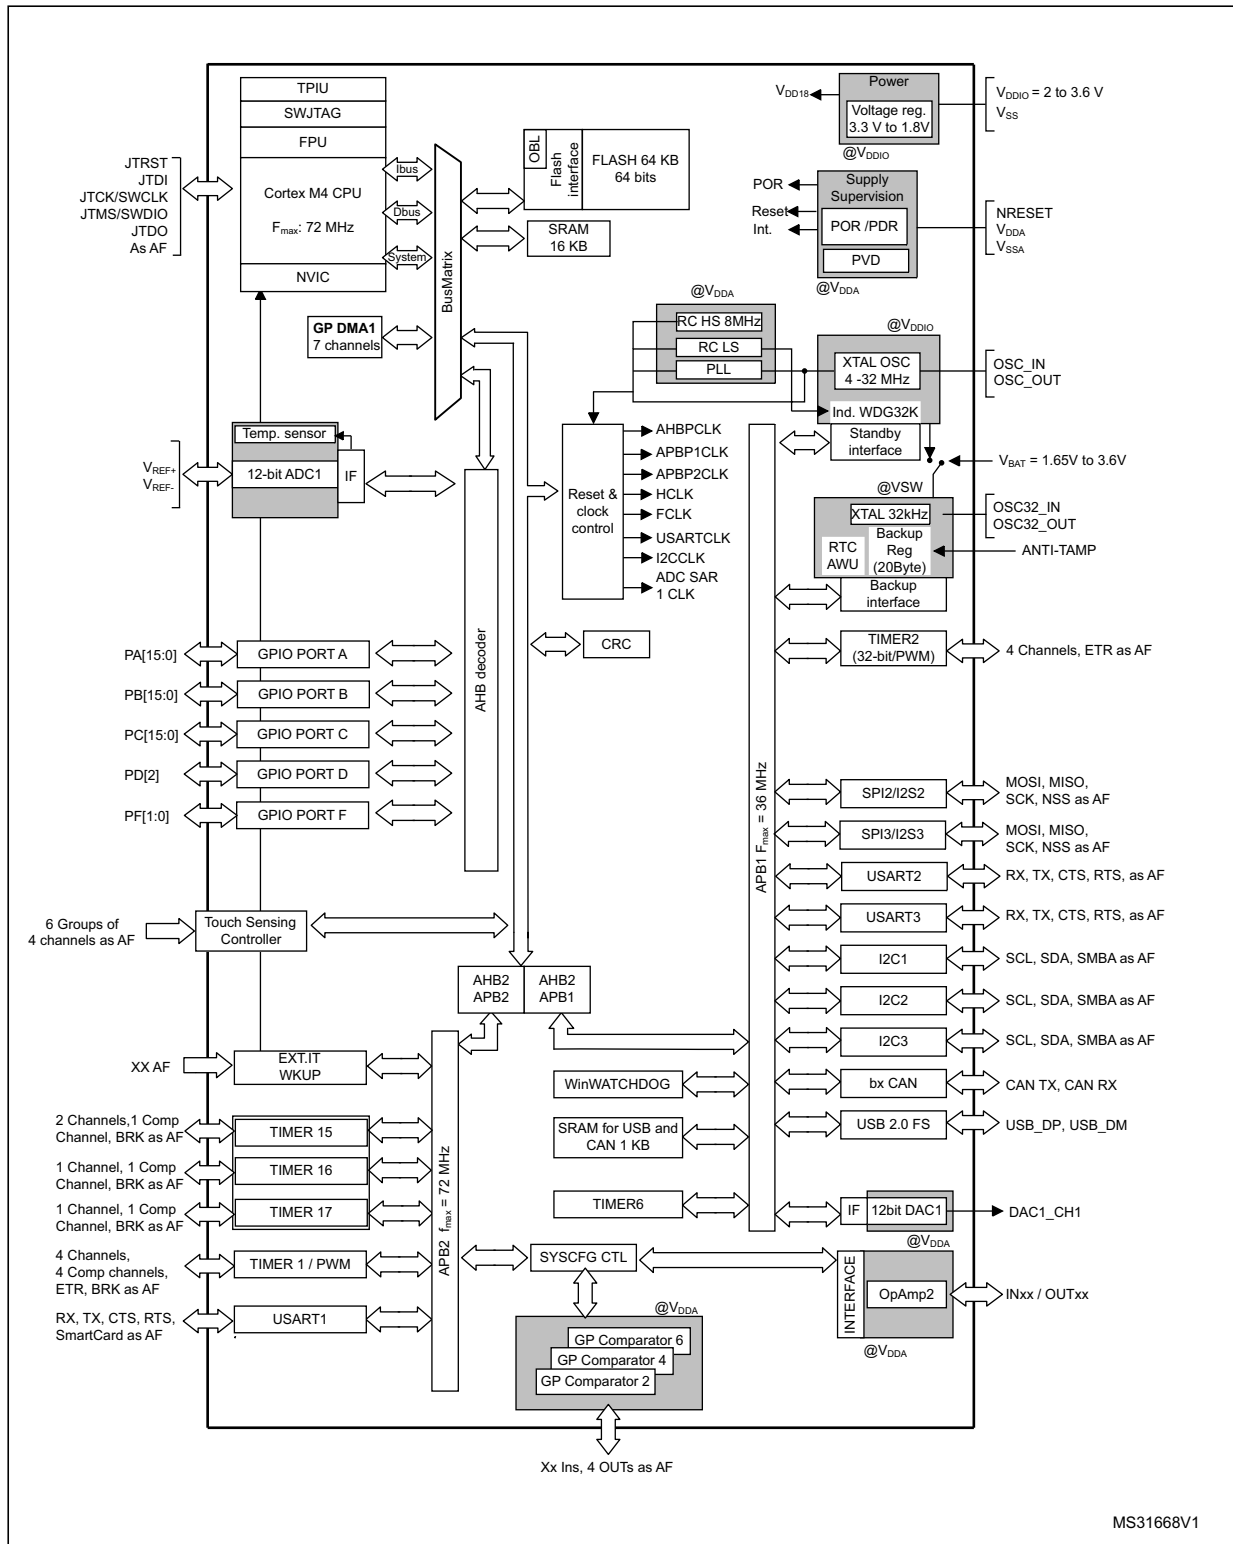 TPIU
SWJTAG
FPU
Cortex M4 CPU
Fmax: 72 MHz
NVIC
JTRST
JTDI
JTCK/SWCLK
JTMS/SWDIO
JTDO
As AF
Ibus
Dbus
System
BusMatrix
OBL
Flash
interface
FLASH 64 KB
64 bits
SRAM
16 KB
GP DMA1
7 channels
VDD18
Power
Voltage reg.
3.3 V to 1.8V
@VDDIO
VDDIO = 2 to 3.6 V
VSS
POR
Reset
Int.
Supply
Supervision
POR /PDR
PVD
@VDDA
NRESET
VDDA
VSSA
@VDDA
RC HS 8MHz
RC LS
PLL
@VDDIO
XTAL OSC
4 -32 MHz
Ind. WDG32K
Standby
interface
OSC_IN
OSC_OUT
VBAT = 1.65V to 3.6V
@VSW
XTAL 32kHz
RTC
AWU
Backup
Reg
(20Byte)
Backup
interface
OSC32_IN
OSC32_OUT
ANTI-TAMP
Temp. sensor
12-bit ADC1
IF
VREF+
VREF-
Reset &
clock
control
AHBPCLK
APBP1CLK
APBP2CLK
HCLK
FCLK
USARTCLK
I2CCLK
ADC SAR
1 CLK
CRC
AHB decoder
PA[15:0]
GPIO PORT A
PB[15:0]
GPIO PORT B
PC[15:0]
GPIO PORT C
PD[2]
GPIO PORT D
PF[1:0]
GPIO PORT F
6 Groups of
4 channels as AF
Touch Sensing
Controller
AHB2
APB2
AHB2
APB1
APB1 Fmax = 36 MHz
TIMER2
(32-bit/PWM)
4 Channels, ETR as AF
SPI2/I2S2
MOSI, MISO,
SCK, NSS as AF
SPI3/I2S3
MOSI, MISO,
SCK, NSS as AF
USART2
RX, TX, CTS, RTS, as AF
USART3
RX, TX, CTS, RTS, as AF
I2C1
SCL, SDA, SMBA as AF
I2C2
SCL, SDA, SMBA as AF
I2C3
SCL, SDA, SMBA as AF
bx CAN
CAN TX, CAN RX
USB 2.0 FS
USB_DP, USB_DM
WinWATCHDOG
SRAM for USB and
CAN 1 KB
TIMER6
IF
12bit DAC1
DAC1_CH1
@VDDA
XX AF
EXT.IT
WKUP
2 Channels,1 Comp
Channel, BRK as AF
TIMER 15
1 Channel, 1 Comp
Channel, BRK as AF
TIMER 16
1 Channel, 1 Comp
Channel, BRK as AF
TIMER 17
4 Channels,
4 Comp channels,
ETR, BRK as AF
TIMER 1 / PWM
RX, TX, CTS, RTS,
SmartCard as AF
USART1
APB2 fmax = 72 MHz
SYSCFG CTL
INTERFACE
OpAmp2
INxx / OUTxx
@VDDA
@VDDA
GP Comparator 6
GP Comparator 4
GP Comparator 2
Xx Ins, 4 OUTs as AF
MS31668V1